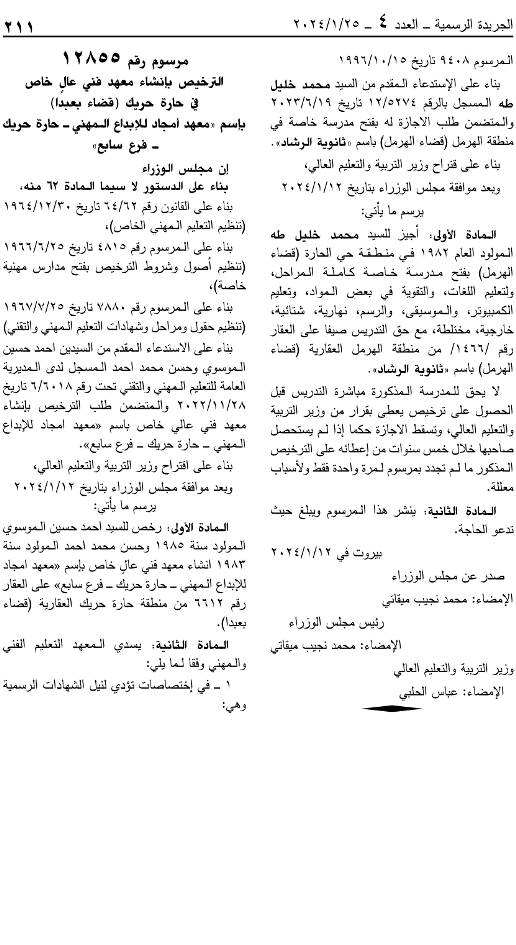 الجريدة الرسمية – العدد ٤ – ٢٠٢٤/١/٢٥
٢١١
المرسوم ٩٤٠٨ تاريخ ١٩٩٦/١٠/١٥
بناء على الإستدعاء المقدم من السيد محمد خليل
طه المسجل بالرقم ١٢/٥٢٧٤ تاريخ ٢٠٢٣/٦/١٩
والمتضمن طلب الاجازة له بفتح مدرسة خاصة في
منطقة الهرمل (قضاء الهرمل) باسم «ثانوية الرشاد».
بناء على قتراح وزير التربية والتعليم العالي،
وبعد موافقة مجلس الوزراء بتاريخ ٢٠٢٤/١/١٢
يرسم ما يأتي:
المادة الأولى: أجيز للسيد محمد خليل طه
المولود العام ١٩٨٢ في منطقة حي الحارة (قضاء
الهرمل) بفتح مدرسة خاصة كاملة المراحل،
ولتعليم اللغات، والتقوية في بعض المواد، وتعليم
الكمبيوتر، والموسيقى، والرسم، نهارية، شتائية،
خارجية، مختلطة، مع حق التدريس صيفا على العقار
رقم /١٤٦٦/ من منطقة الهرمل العقارية (قضاء
الهرمل) باسم «ثانوية الرشاد».
لا يحق للمدرسة المذكورة مباشرة التدريس قبل
الحصول على ترخيص يعطى بقرار من وزير التربية
والتعليم العالي، وتسقط الاجازة حكما إذا لم يستحصل
صاحبها خلال خمس سنوات من إعطائه على الترخيص
المذكور ما لم تجدد بمرسوم لمرة واحدة فقط ولأسباب
معللة.
المادة الثانية: ينشر هذا المرسوم ويبلغ حيث
تدعو الحاجة.
بيروت في ٢٠٢٤/١/١٢
صدر عن مجلس الوزراء
الإمضاء: محمد نجيب ميقاتي
رئيس مجلس الوزراء
الإمضاء: محمد نجيب ميقاتي
وزير التربية والتعليم العالي
الإمضاء: عباس الحلبي
مرسوم رقم ١٢٨٥٥
الترخيص بإنشاء معهد فني عالٍ خاص
في حارة حريك (قضاء بعبدا)
بإسم «معهد أمجاد للإبداع المهني – حارة حريك
– فرع سابع»
إن مجلس الوزراء
بناء على الدستور لا سيما المادة ٦٢ منه،
بناء على القانون رقم ٦٤/٦٢ تاريخ ١٩٦٤/١٢/٣٠
(تنظيم التعليم المهني الخاص)،
بناء على المرسوم رقم ٤٨١٥ تاريخ ١٩٦٦/٦/٢٥
(تنظيم أصول وشروط الترخيص بفتح مدارس مهنية
خاصة)،
بناء على المرسوم رقم ٧٨٨٠ تاريخ ١٩٦٧/٧/٢٥
(تنظيم حقول ومراحل وشهادات التعليم المهني والتقني)
بناء على الاستدعاء المقدم من السيدين احمد حسين
الموسوي وحسن محمد احمد المسجل لدى المديرية
العامة للتعليم المهني والتقني تحت رقم ٦/٦٠١٨ تاريخ
٢٠٢٢/١١/٢٨ والمتضمن طلب الترخيص بإنشاء
معهد فني عالي خاص باسم «معهد امجاد للإبداع
المهني – حارة حريك – فرع سابع».
بناء على اقتراح وزير التربية والتعليم العالي،
وبعد موافقة مجلس الوزراء بتاريخ ٢٠٢٤/١/١٢
يرسم ما يأتي:
المادة الأولى: رخص للسيد احمد حسين الموسوي
المولود سنة ١٩٨٥ وحسن محمد احمد المولود سنة
١٩٨٣ انشاء معهد فني عالٍ خاص بإسم «معهد امجاد
للإبداع المهني – حارة حريك – فرع سابع» على العقار
رقم ٦٦١٢ من منطقة حارة حريك العقارية (قضاء
بعبدا).
المادة الثانية: يسدي المعهد التعليم الفني
والمهني وفقا لما يلي:
١ – في إختصاصات تؤدي لنيل الشهادات الرسمية
وهي: